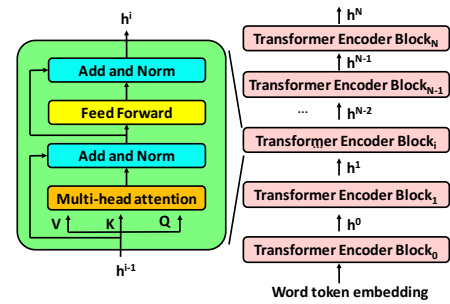 h^i
Add and Norm
Feed Forward
Add and Norm
Multi-head attention
V K Q
h^{i-1}
h^N
Transformer Encoder Block_N
h^{N-1}
Transformer Encoder Block_{N-1}
... h^{N-2}
Transformer Encoder Block_i
...
h^1
Transformer Encoder Block_1
h^0
Transformer Encoder Block_0
Word token embedding